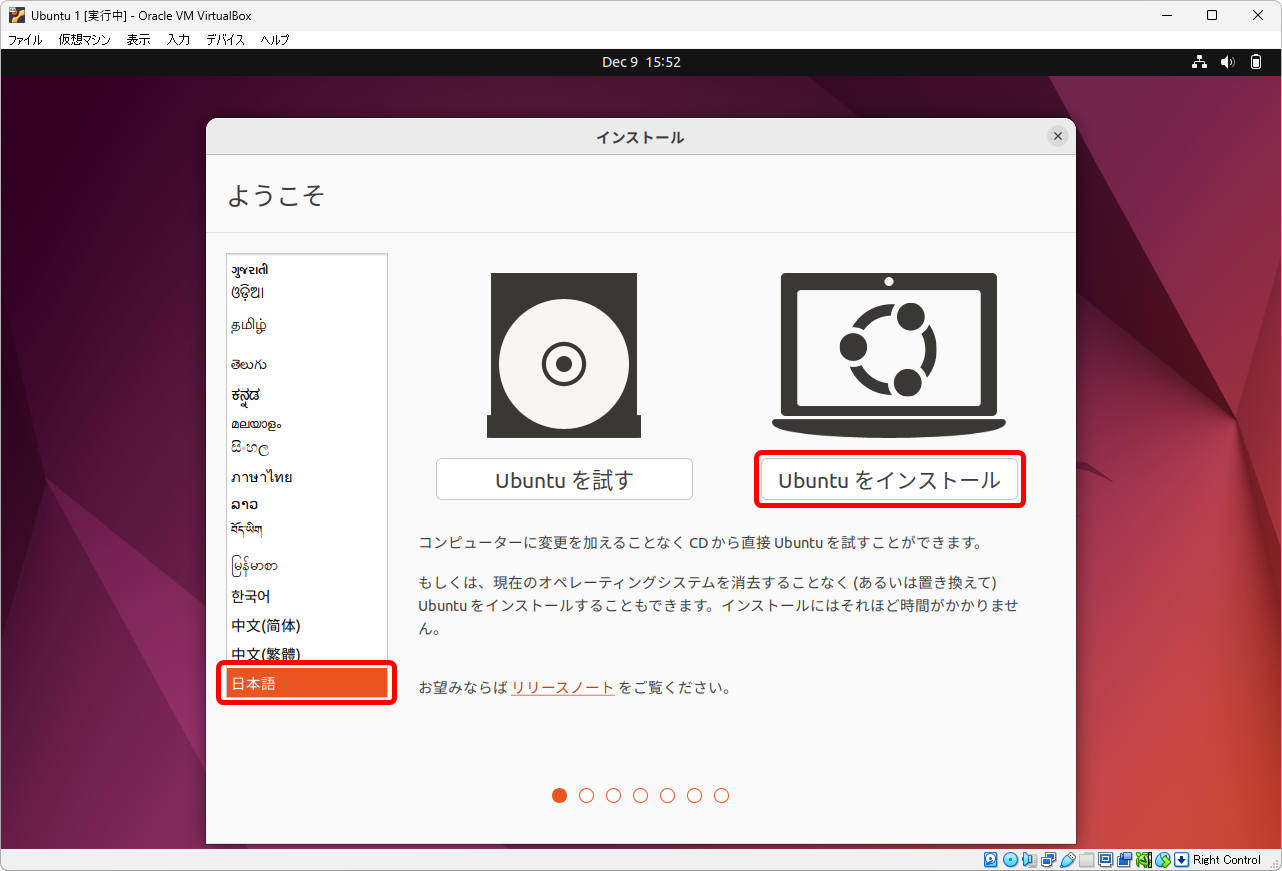 Ubuntu 1 [実行中] - Oracle VM VirtualBox
ファイル 仮想マシン 表示 入力 デバイス ヘルプ
Dec 9 15:52
インストール
ようこそ
ગુજરાતી
ଓଡ଼ିଆ
தமிழ்
తెలుగు
ಕನ್ನಡ
മലയാളം
සිංහල
ภาษาไทย
ລາວ
བོད་ཡིག
မြန်မာစာ
한국어
中文(简体)
中文(繁體)
日本語
Ubuntu を試す
Ubuntu をインストール
コンピューターに変更を加えることなく CD から直接 Ubuntu を試すことができます。
もしくは、現在のオペレーティングシステムを消去することなく (あるいは置き換えて)
Ubuntu をインストールすることもできます。インストールにはそれほど時間がかかりませ
ん。
お望みならば リリースノート をご覧ください。
Right Control